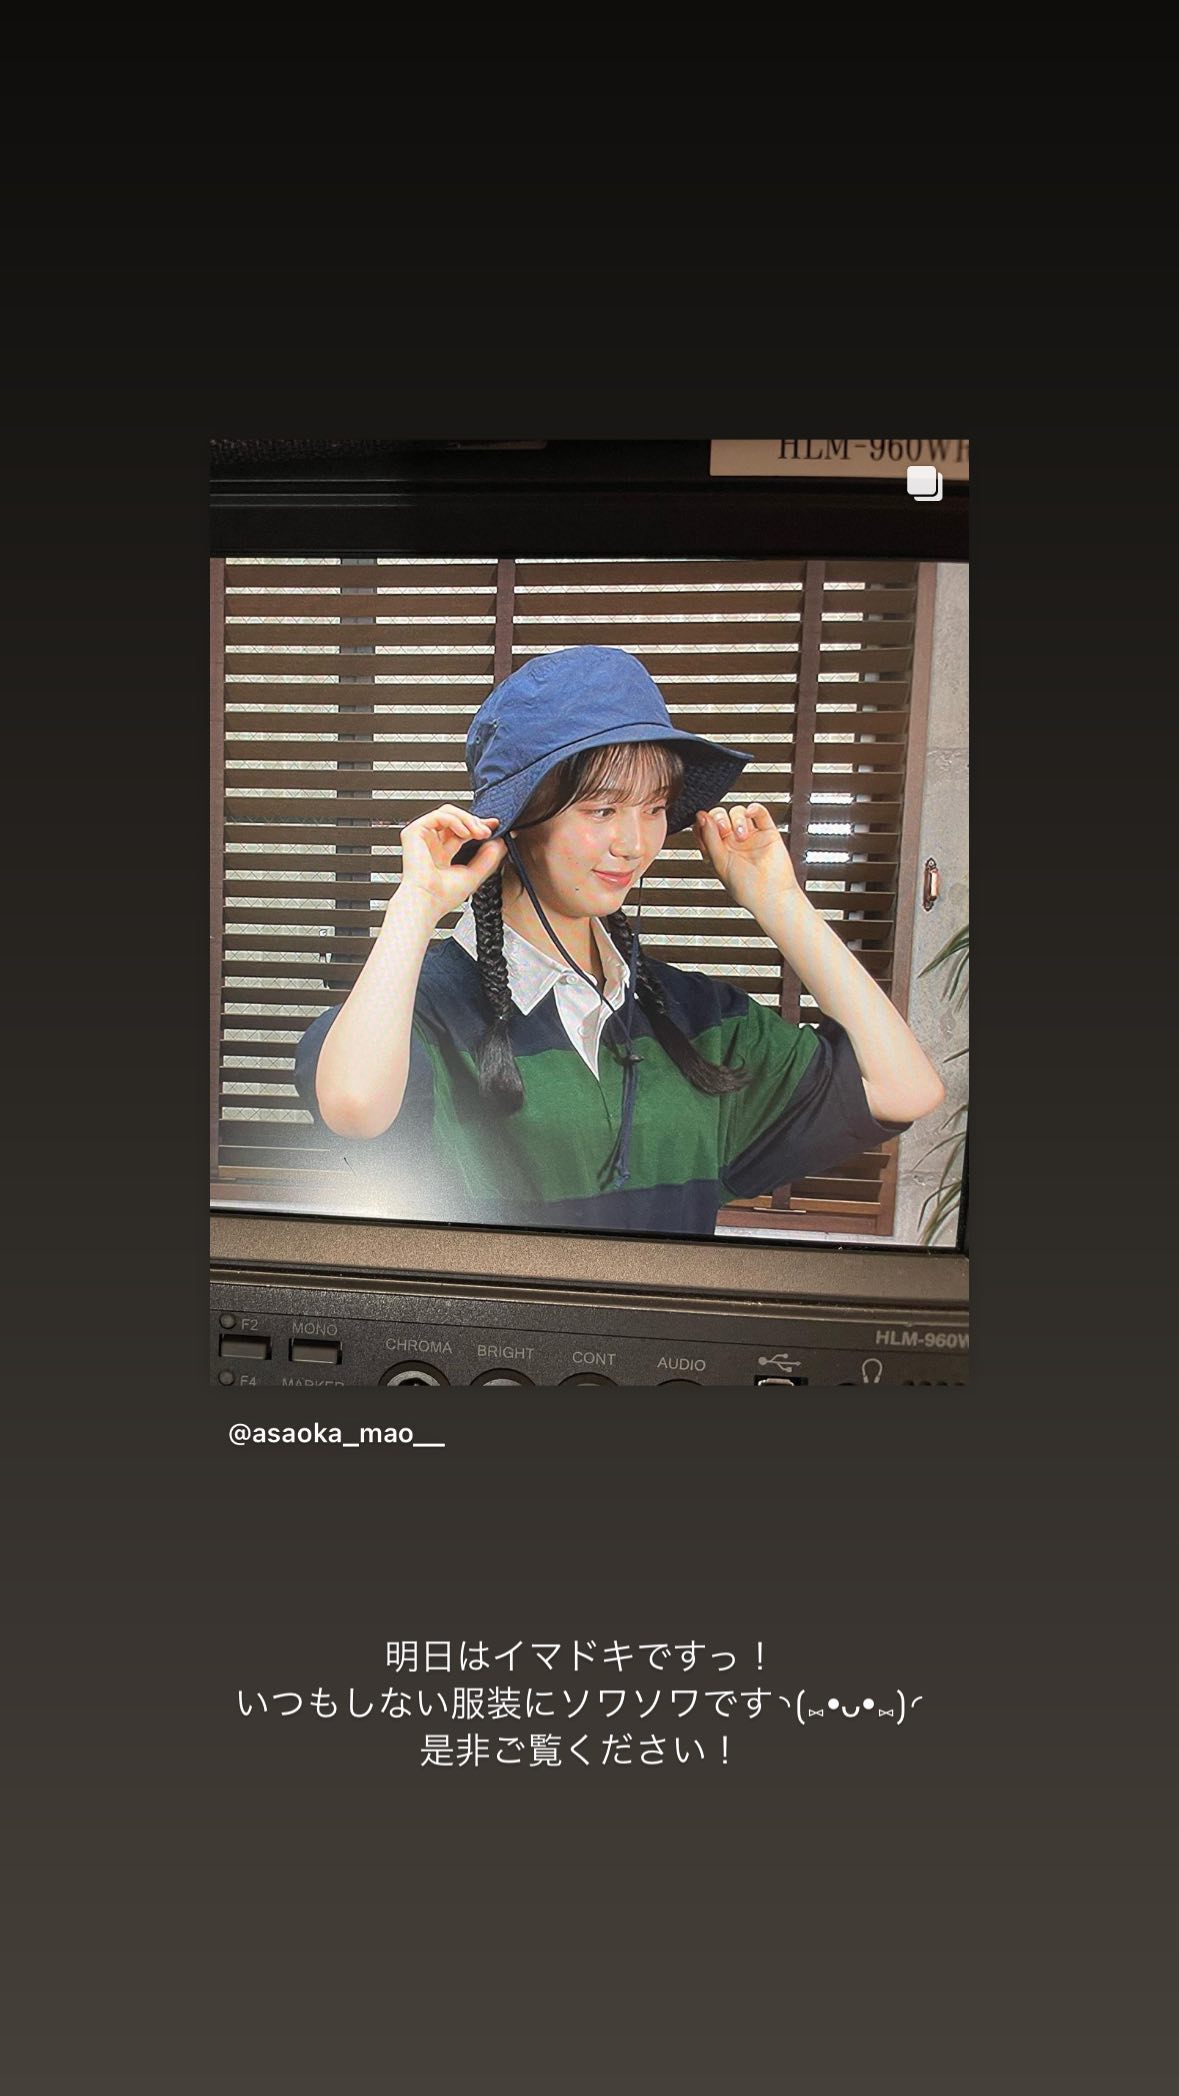 HLM-960WR
F2
MONO
CHROMA
BRIGHT
CONT
AUDIO
HLM-960W
F4
MARKER
@asaoka_mao__
明日はイマドキですっ！
いつもしない服装にソワソワです◝(⑅•ᴗ•⑅)◜
是非ご覧ください！